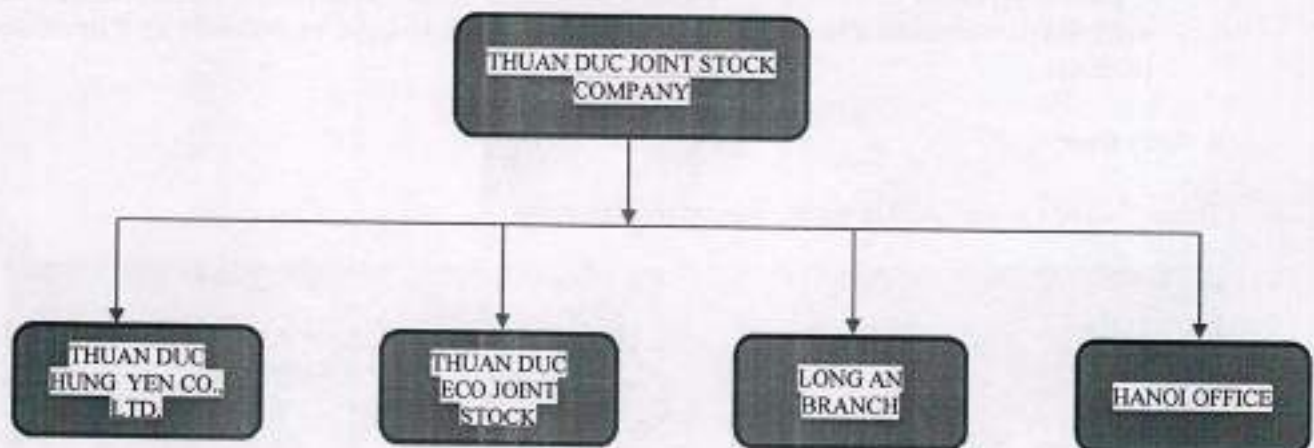 THUAN DUC JOINT STOCK
COMPANY
THUAN DUC
HUNG YEN CO.,
LTD.
THUAN DUC
ECO JOINT
STOCK
LONG AN
BRANCH
HANOI OFFICE